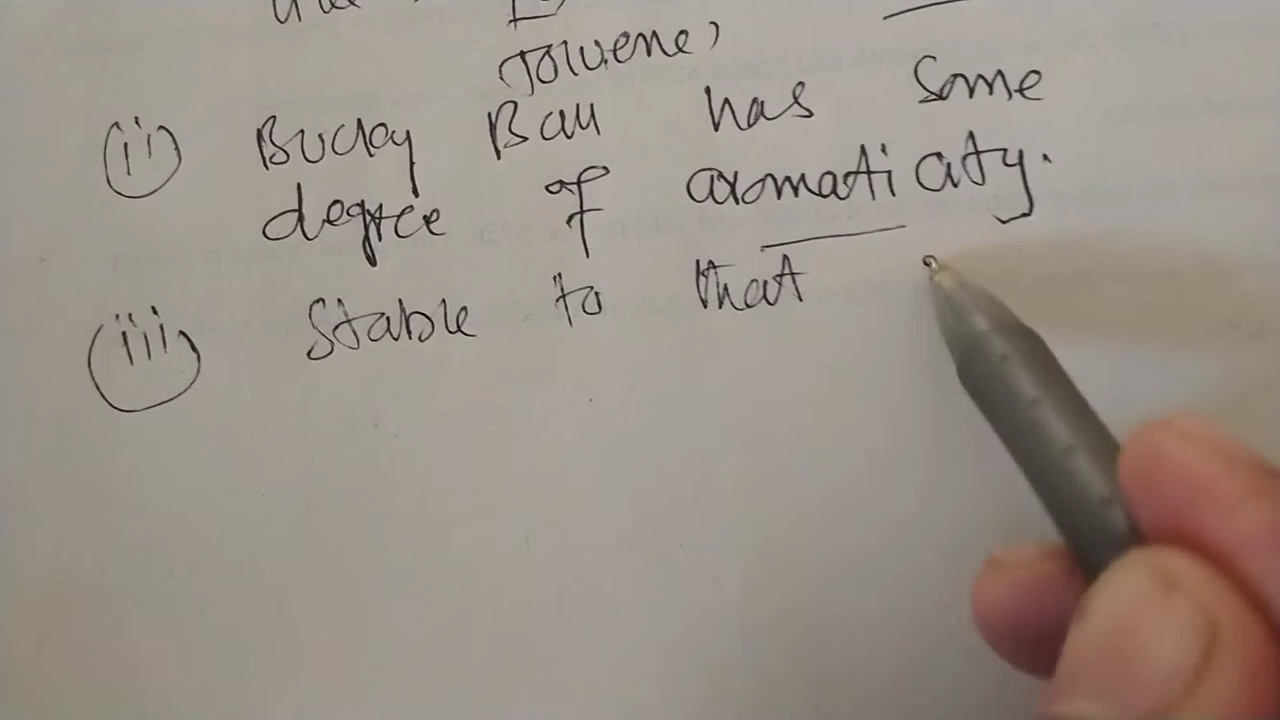 Toluene,
(ii) Bucky Ball has some
degree of aromaticity.
(iii) Stable to that